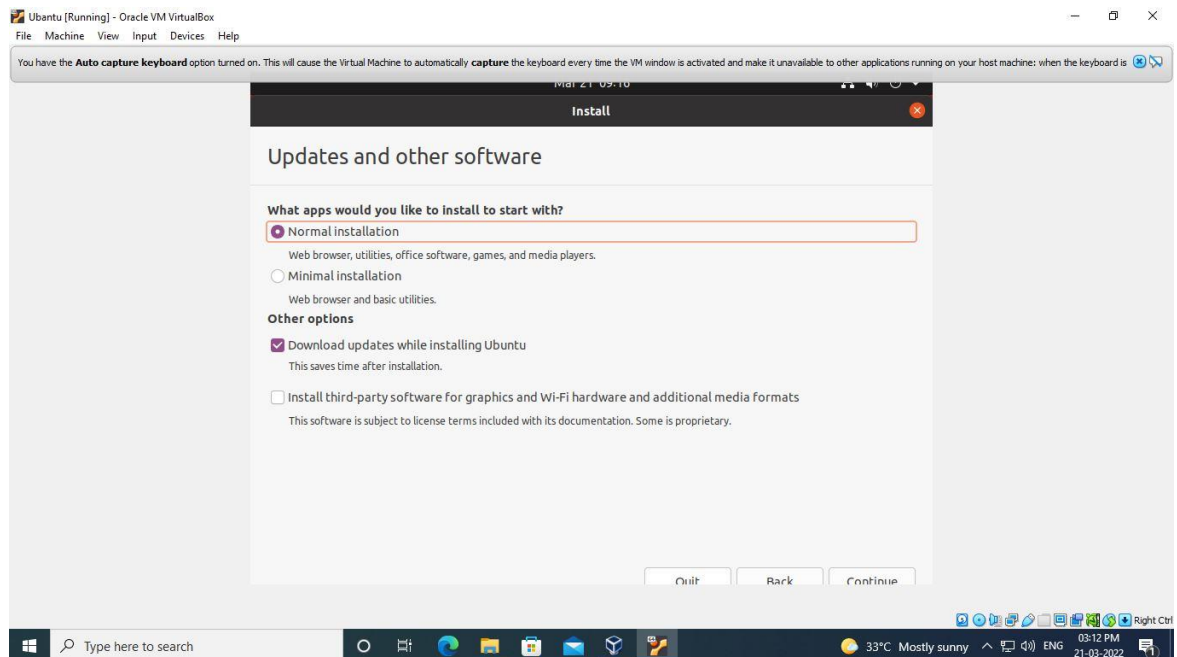 Ubantu [Running] - Oracle VM VirtualBox
File Machine View Input Devices Help
You have the Auto capture keyboard option turned on. This will cause the Virtual Machine to automatically capture the keyboard every time the VM window is activated and make it unavailable to other applications running on your host machine: when the keyboard is
Mar 21 09:16
Install
Updates and other software
What apps would you like to install to start with?
Normal installation
Web browser, utilities, office software, games, and media players.
Minimal installation
Web browser and basic utilities.
Other options
Download updates while installing Ubuntu
This saves time after installation.
Install third-party software for graphics and Wi-Fi hardware and additional media formats
This software is subject to license terms included with its documentation. Some is proprietary.
Quit Back Continue
Right Ctrl
Type here to search
33°C Mostly sunny
ENG
03:12 PM
21-03-2022
1